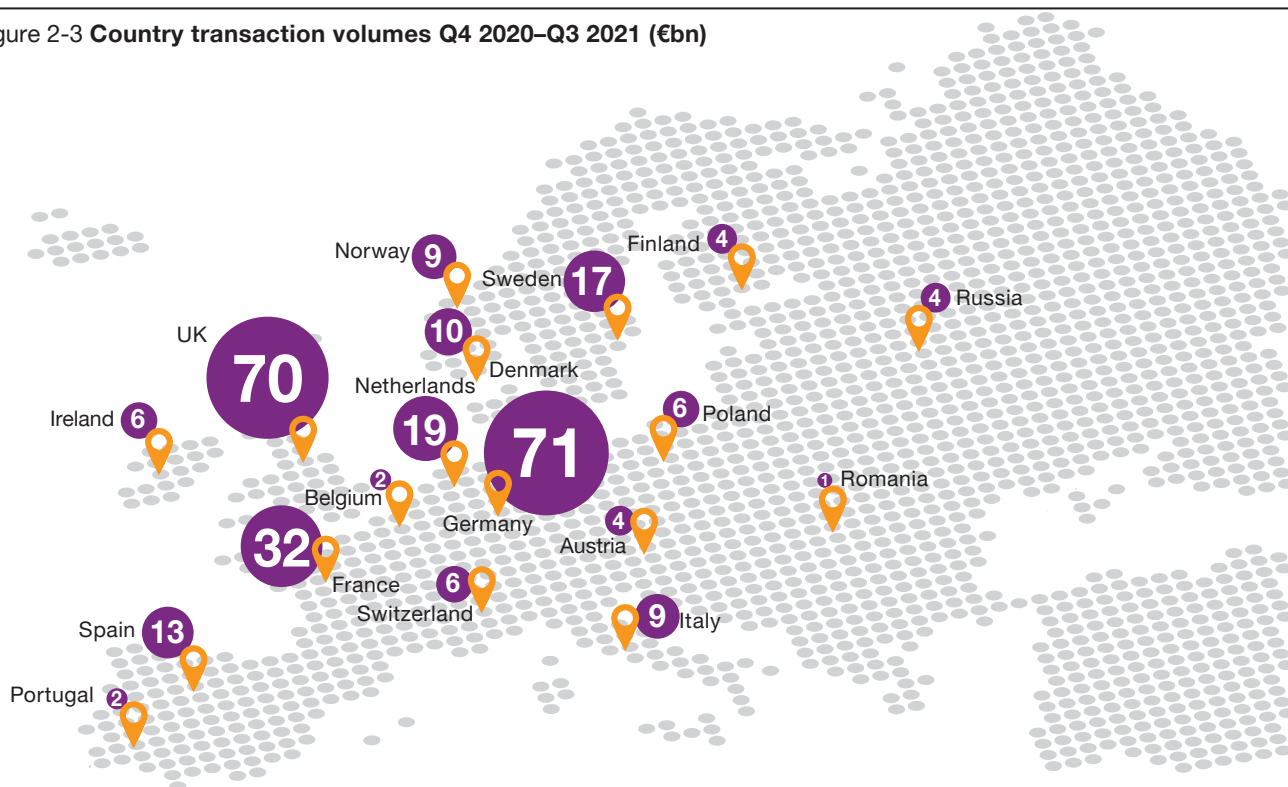 gure 2-3 Country transaction volumes Q4 2020–Q3 2021 (€bn)
Norway 9
Finland 4
Sweden 17
4 Russia
10
Denmark
UK
70
Netherlands
19
Ireland 6
71
6 Poland
2
Belgium
1 Romania
Germany
4
Austria
32
France
6
Switzerland
9 Italy
Spain 13
Portugal 2